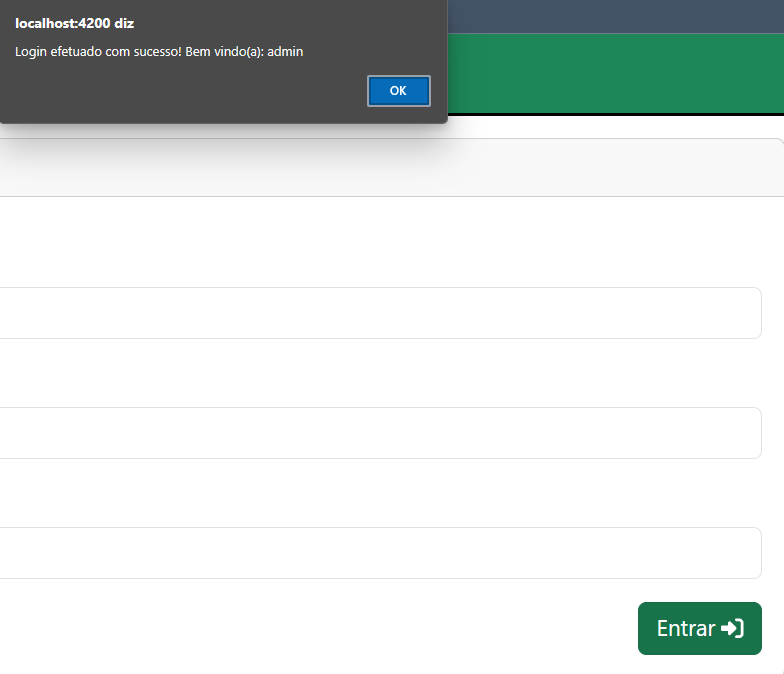 localhost:4200 diz
Login efetuado com sucesso! Bem vindo(a): admin
OK
Entrar